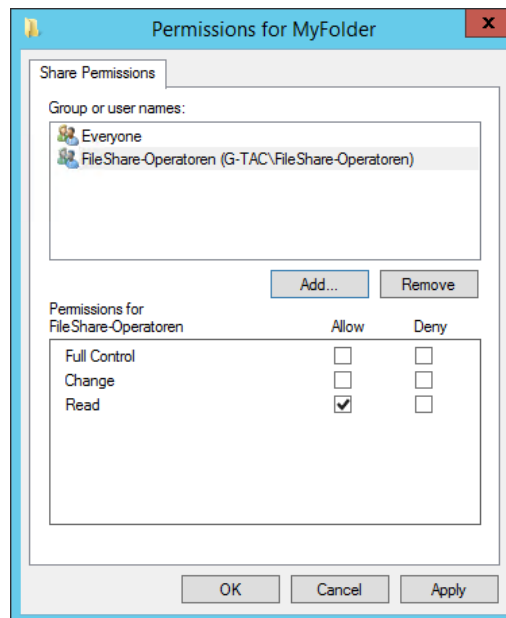 Permissions for MyFolder
x
Share Permissions
Group or user names:
Everyone
FileShare-Operatoren (G-TAC\FileShare-Operatoren)
Add... Remove
Permissions for
FileShare-Operatoren Allow Deny
Full Control
Change
Read
OK Cancel Apply